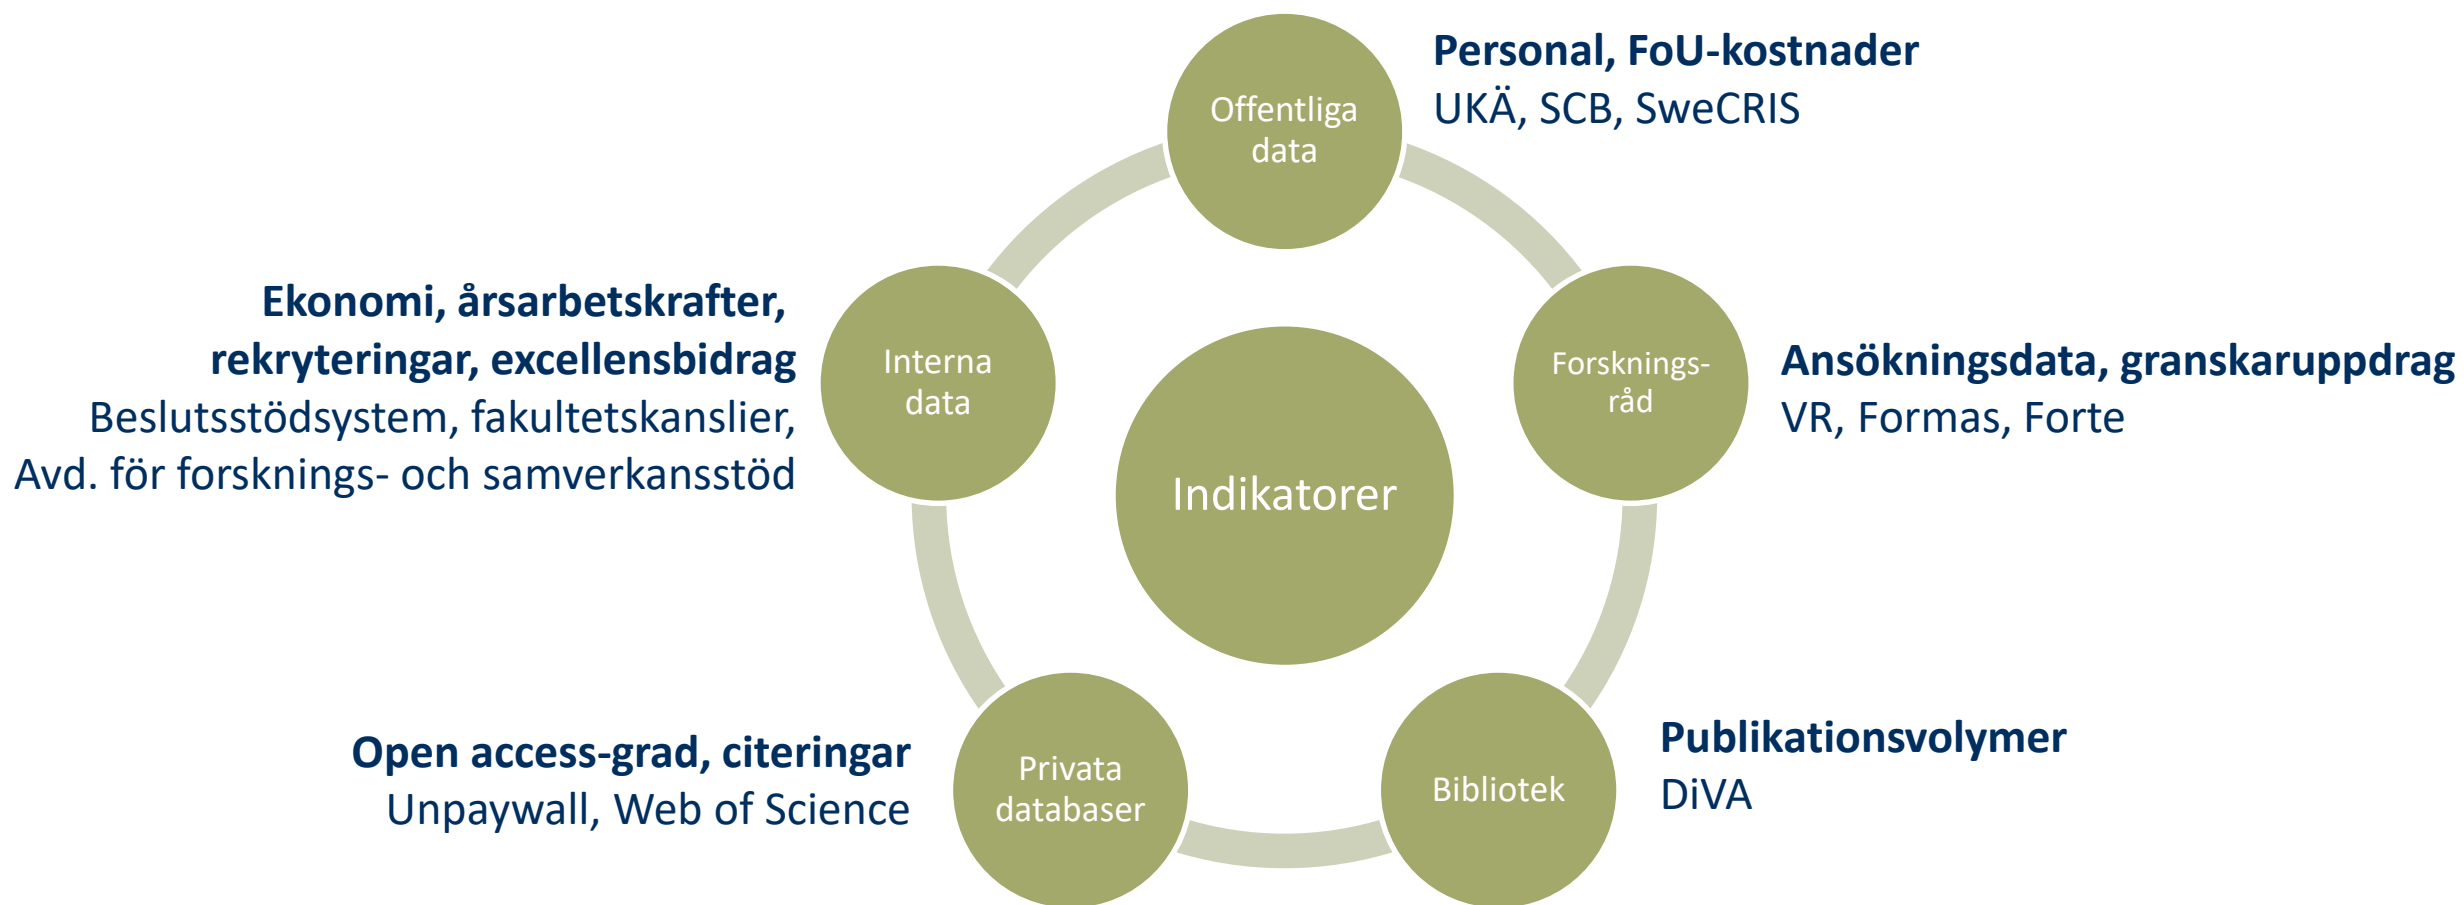 Offentliga
data
Personal, FoU-kostnader
UKÄ, SCB, SweCRIS
Forsknings-
råd
Ansökningsdata, granskaruppdrag
VR, Formas, Forte
Bibliotek
Publikationsvolymer
DiVA
Privata
databaser
Open access-grad, citeringar
Unpaywall, Web of Science
Interna
data
Ekonomi, årsarbetskrafter,
rekryteringar, excellensbidrag
Beslutsstödsystem, fakultetskanslier,
Avd. för forsknings- och samverkansstöd
Indikatorer